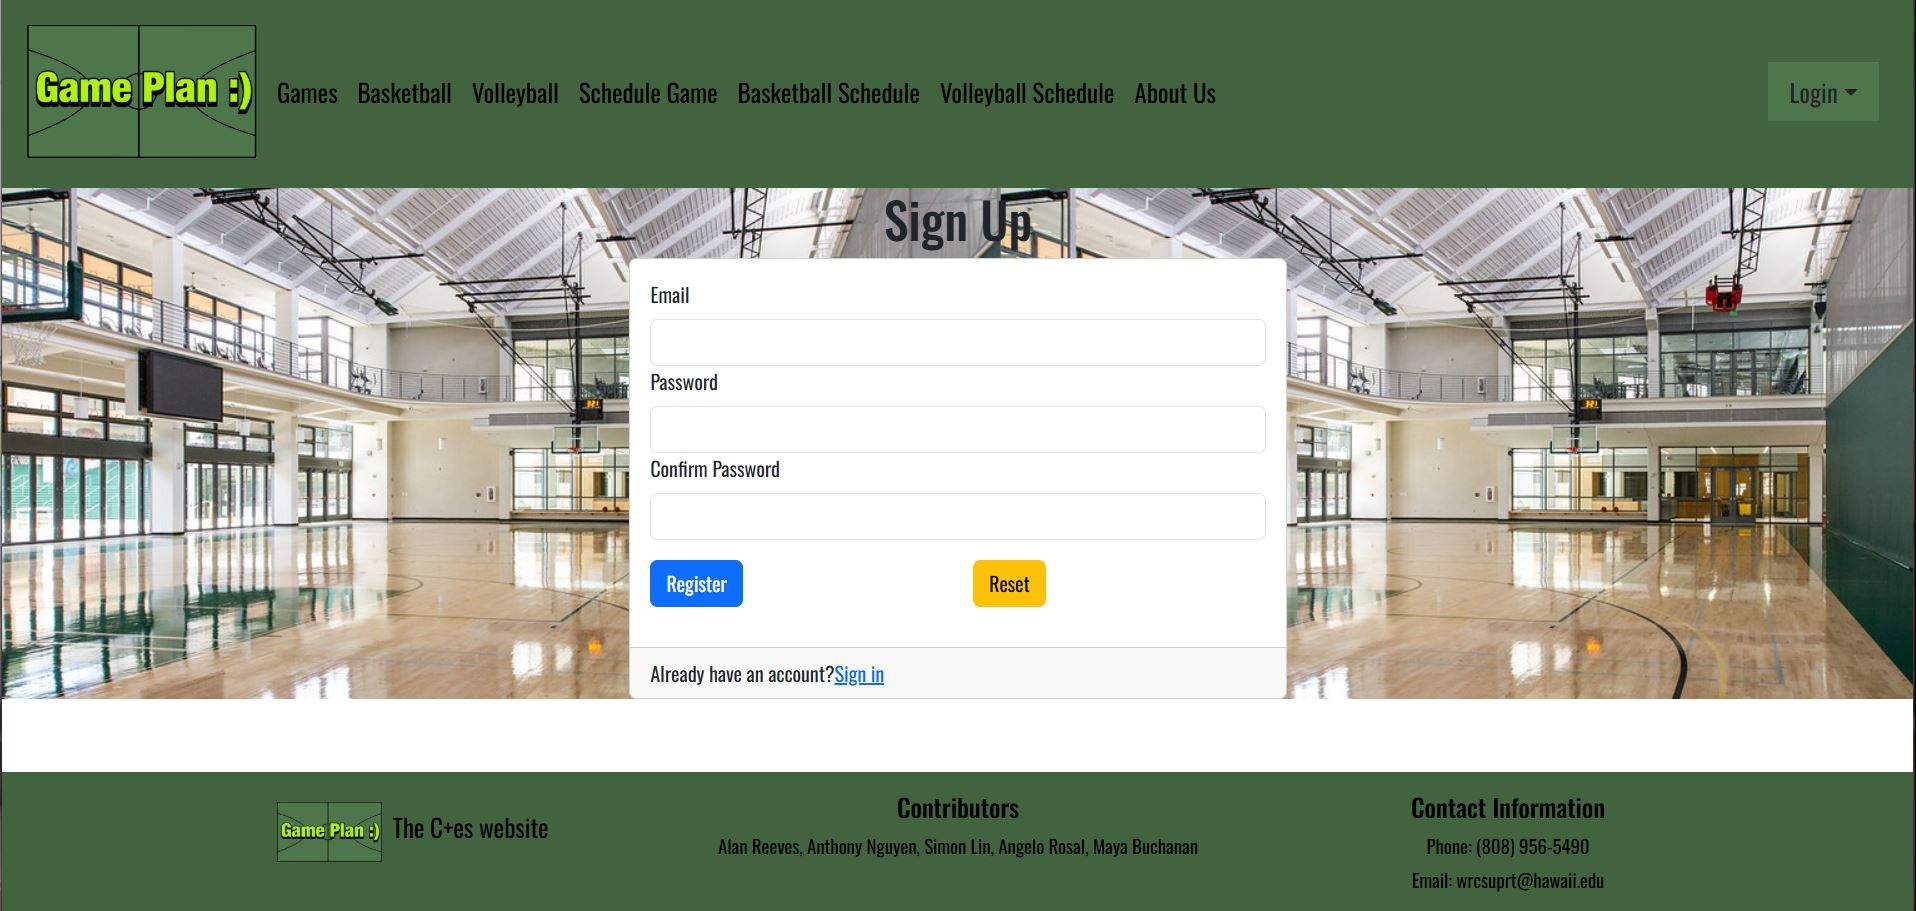 Game Plan :)
Games Basketball Volleyball Schedule Game Basketball Schedule Volleyball Schedule About Us
Login
Sign Up
Email
Password
Confirm Password
Register Reset
Already have an account?Sign in
Game Plan :) The C+es website
Contributors
Alan Reeves, Anthony Nguyen, Simon Lin, Angelo Rosal, Maya Buchanan
Contact Information
Phone: (808) 956-5490
Email: wrcsuprt@hawaii.edu